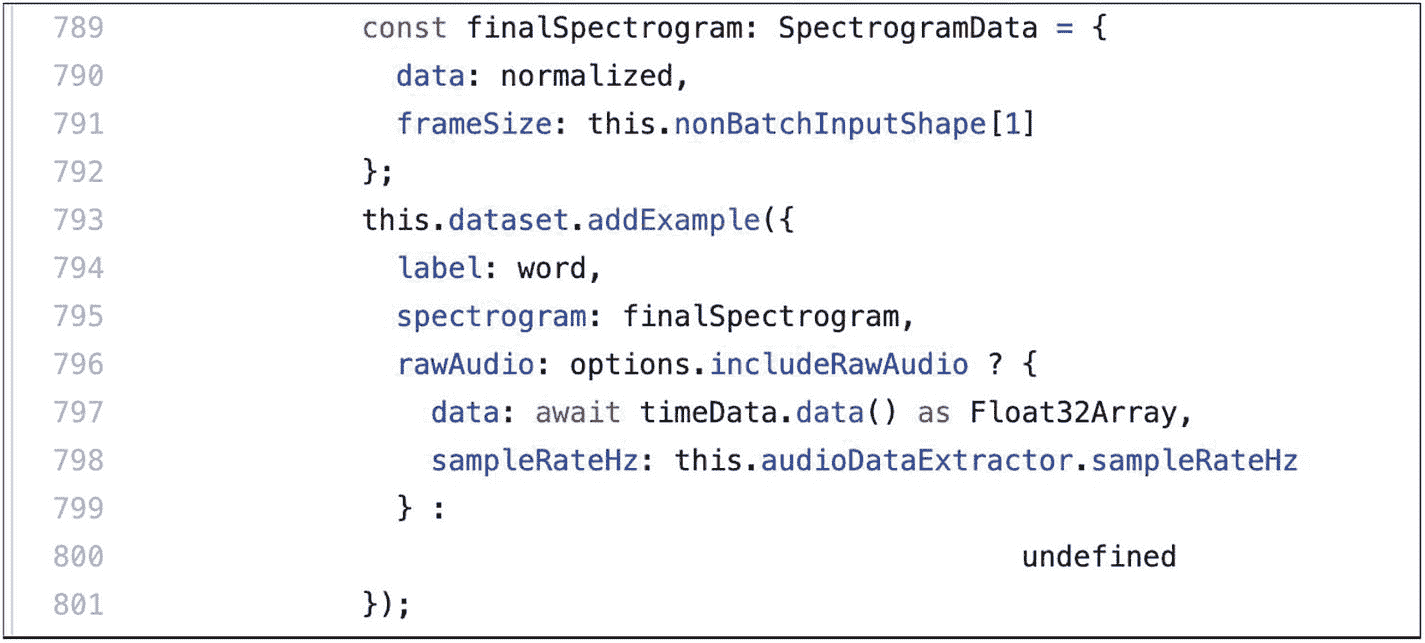 789 const finalSpectrogram: SpectrogramData = {
790 data: normalized,
791 frameSize: this.nonBatchInputShape[1]
792 };
793 this.dataset.addExample({
794 label: word,
795 spectrogram: finalSpectrogram,
796 rawAudio: options.includeRawAudio ? {
797 data: await timeData.data() as Float32Array,
798 sampleRateHz: this.audioDataExtractor.sampleRateHz
799 } :
800 undefined
801 });